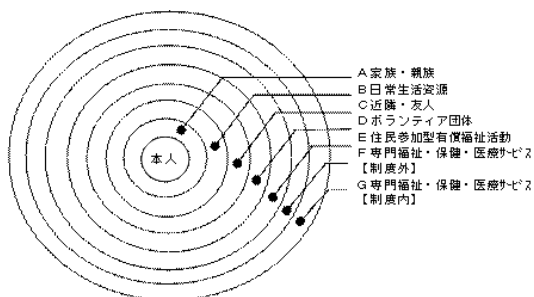 A家族・親族
B日常生活資源
C近隣・友人
Dボランティア団体
E住民参加型有償福祉活動
F専門福祉・保健・医療サービス
【制度外】
G専門福祉・保健・医療サービス
【制度内】
本人